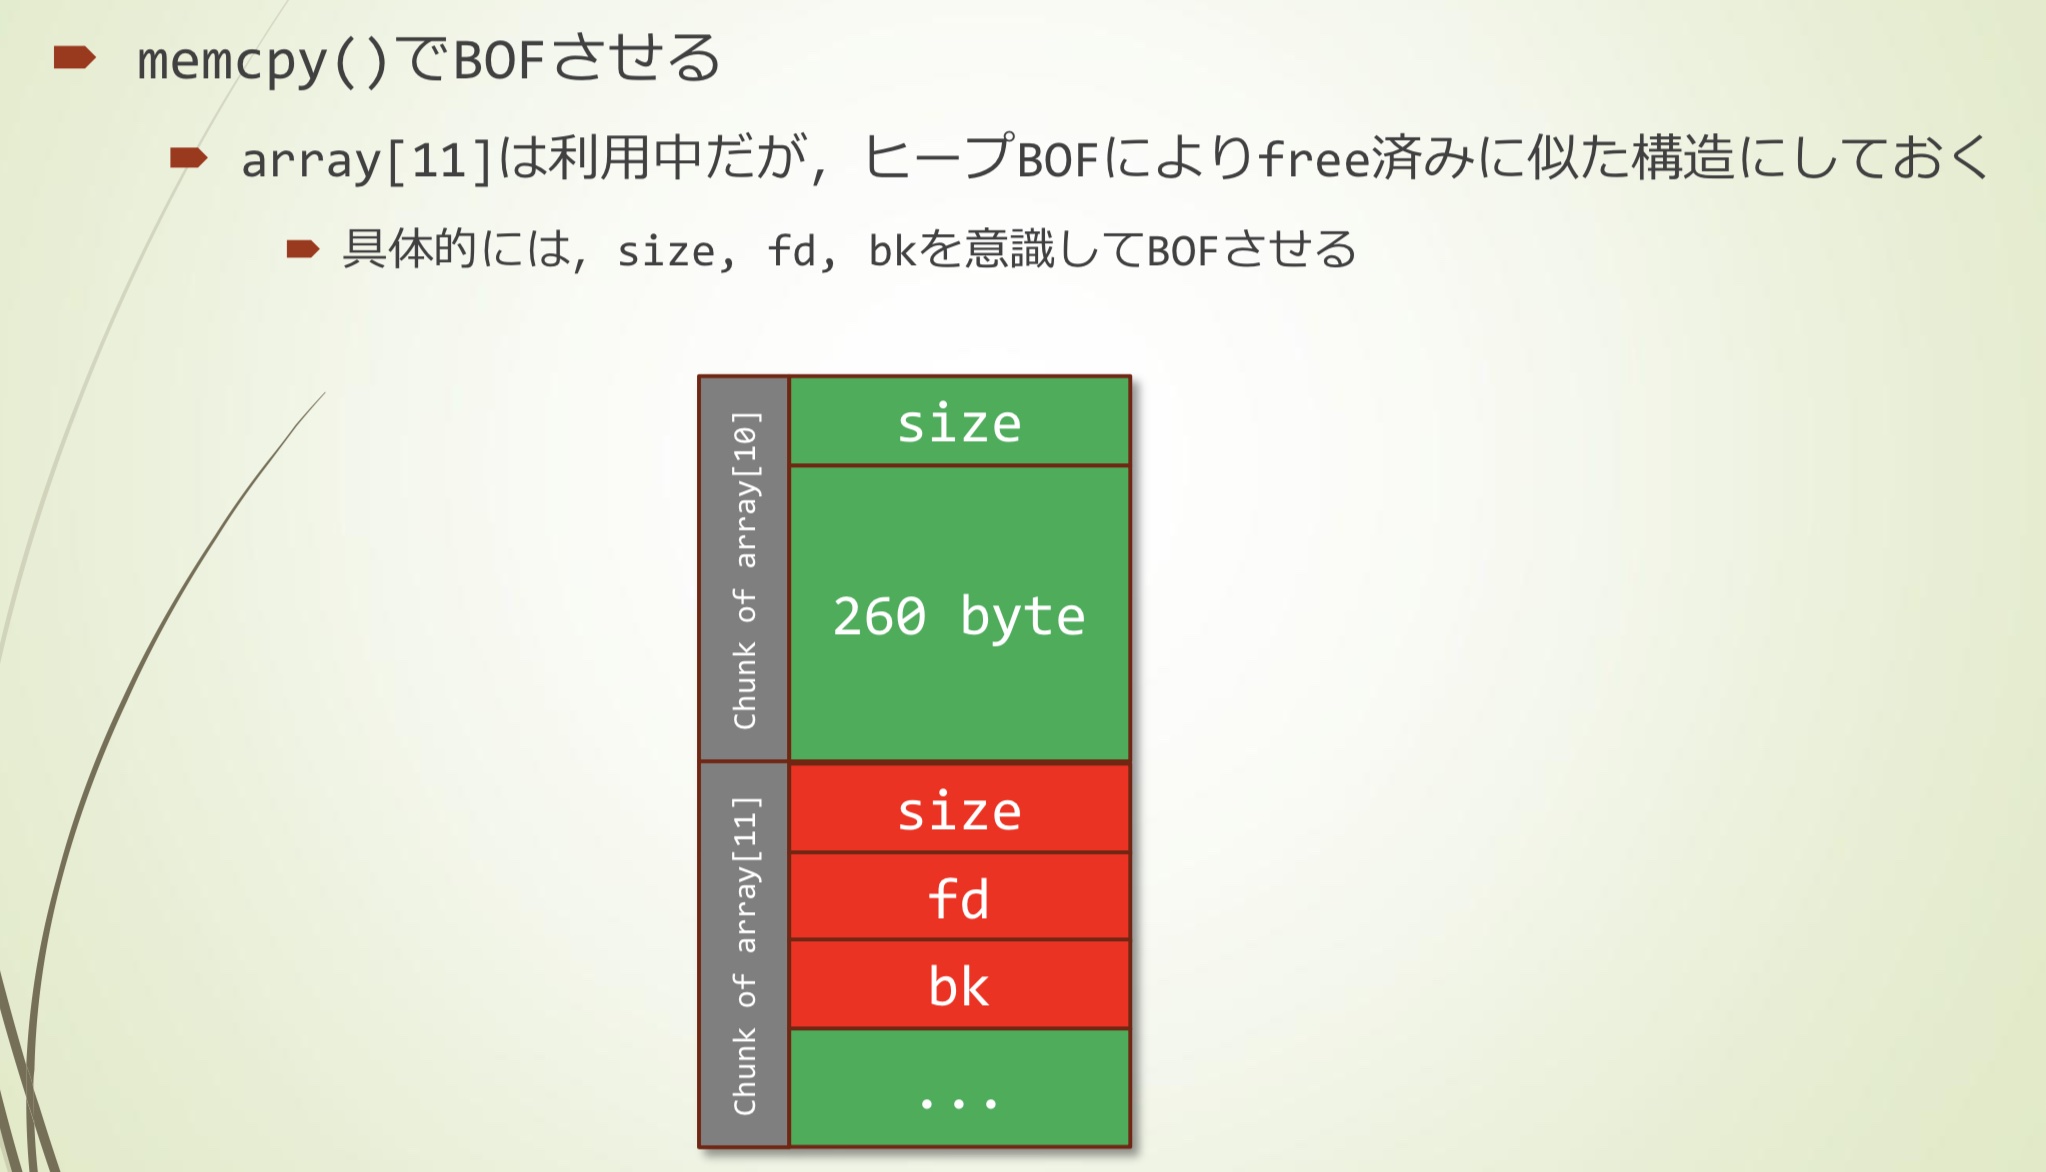 memcpy()でBOFさせる
array[11]は利用中だが，ヒープBOFによりfree済みに似た構造にしておく
具体的には，size, fd, bkを意識してBOFさせる
Chunk of array[10]
size
260 byte
Chunk of array[11]
size
fd
bk
...